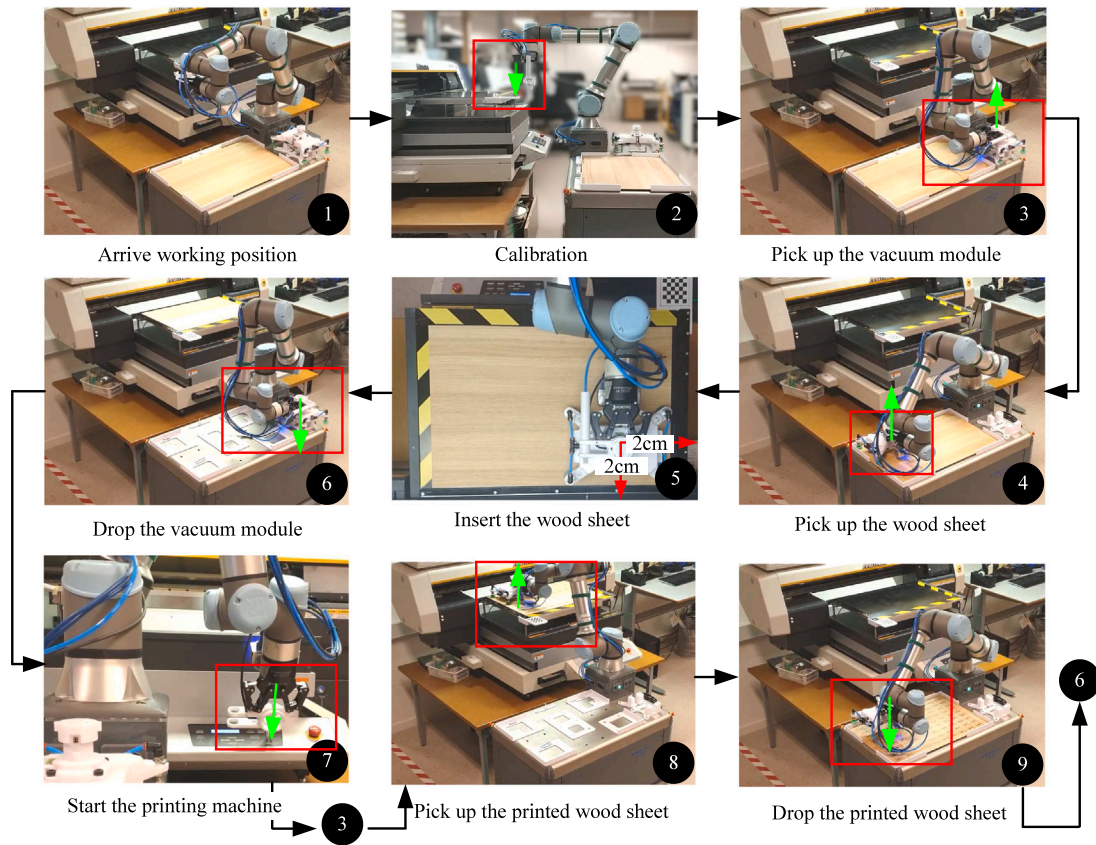 1
Arrive working position
2
Calibration
3
Pick up the vacuum module
6
Drop the vacuum module
2cm
2cm
5
Insert the wood sheet
4
Pick up the wood sheet
7
Start the printing machine
3
8
Pick up the printed wood sheet
9
Drop the printed wood sheet
6